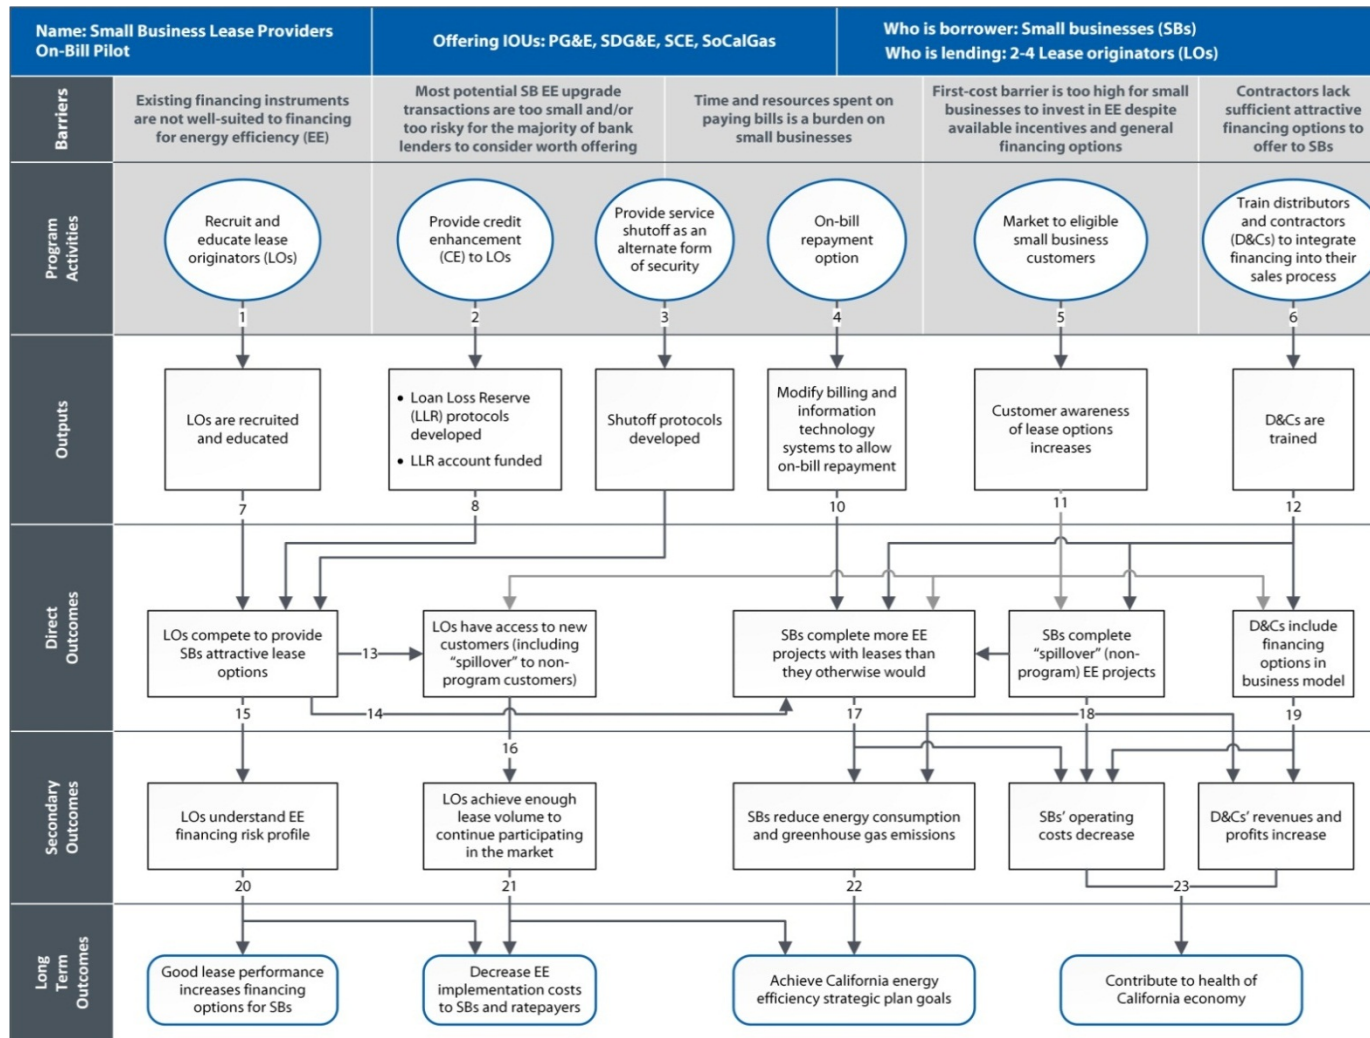 Name: Small Business Lease Providers
On-Bill Pilot
Offering IOUs: PG&E, SDG&E, SCE, SoCalGas
Who is borrower: Small businesses (SBs)
Who is lending: 2-4 Lease originators (LOs)
Barriers
Existing financing instruments
are not well-suited to financing
for energy efficiency (EE)
Most potential SB EE upgrade
transactions are too small and/or
too risky for the majority of bank
lenders to consider worth offering
Time and resources spent on
paying bills is a burden on
small businesses
First-cost barrier is too high for small
businesses to invest in EE despite
available incentives and general
financing options
Contractors lack
sufficient attractive
financing options to
offer to SBs
Program
Activities
Recruit and
educate lease
originators (LOs)
Provide credit
enhancement
(CE) to LOs
Provide service
shutoff as an
alternate form
of security
On-bill
repayment
option
Market to eligible
small business
customers
Train distributors
and contractors
(D&Cs) to integrate
financing into their
sales process
1
2
3
4
5
6
Outputs
LOs are recruited
and educated
• Loan Loss Reserve
(LLR) protocols
developed
• LLR account funded
Shutoff protocols
developed
Modify billing and
information
technology
systems to allow
on-bill repayment
Customer awareness
of lease options
increases
D&Cs are
trained
7
8
10
11
12
Direct
Outcomes
LOs compete to provide
SBs attractive lease
options
13
LOs have access to new
customers (including
"spillover" to non-
program customers)
SBs complete more EE
projects with leases than
they otherwise would
SBs complete
"spillover" (non-
program) EE projects
D&Cs include
financing
options in
business model
15
14
17
18
19
16
Secondary
Outcomes
LOs understand EE
financing risk profile
LOs achieve enough
lease volume to
continue participating
in the market
SBs reduce energy consumption
and greenhouse gas emissions
SBs' operating
costs decrease
D&Cs' revenues and
profits increase
20
21
22
23
Long
Term
Outcomes
Good lease performance
increases financing
options for SBs
Decrease EE
implementation costs
to SBs and ratepayers
Achieve California energy
efficiency strategic plan goals
Contribute to health of
California economy